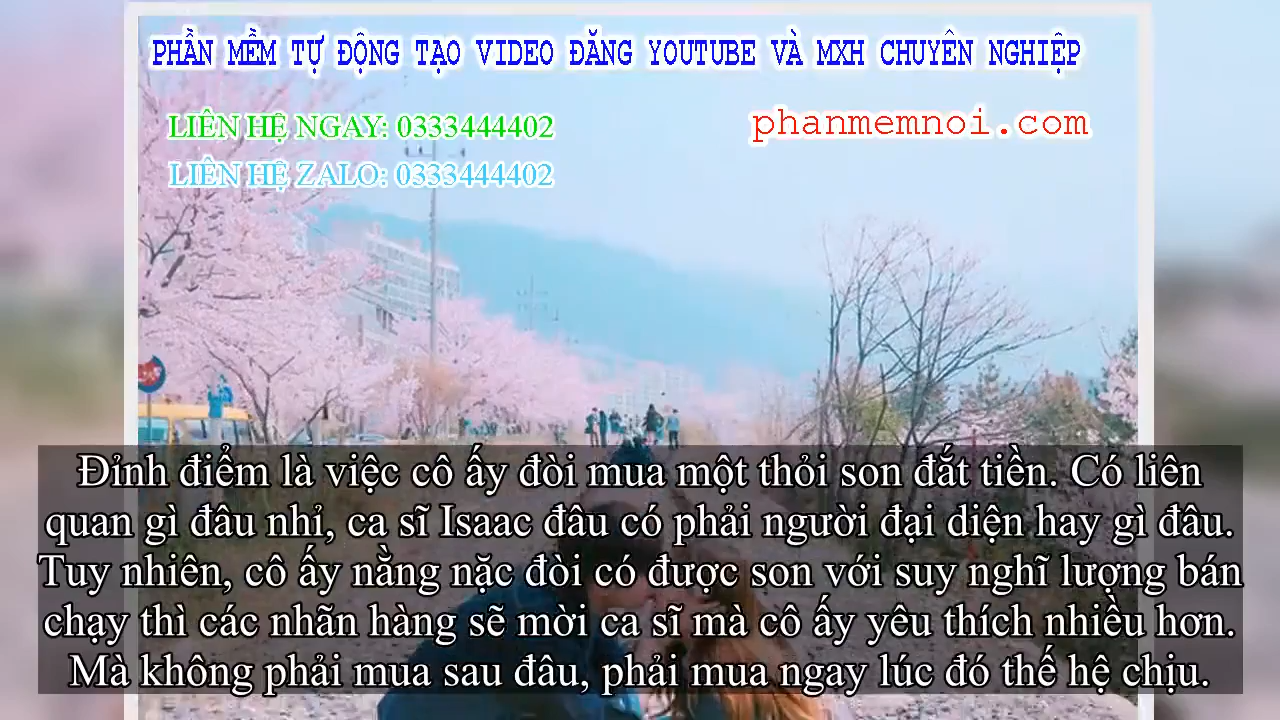 PHẦN MỀM TỰ ĐỘNG TẠO VIDEO ĐĂNG YOUTUBE VÀ MXH CHUYÊN NGHIỆP
LIÊN HỆ NGAY: 0333444402
phanmemnoi.com
LIÊN HỆ ZALO: 0333444402
Đỉnh điểm là việc cô ấy đòi mua một thỏi son đắt tiền. Có liên
quan gì đâu nhỉ, ca sĩ Isaac đâu có phải người đại diện hay gì đâu.
Tuy nhiên, cô ấy nằng nặc đòi có được son với suy nghĩ lượng bán
chạy thì các nhãn hàng sẽ mời ca sĩ mà cô ấy yêu thích nhiều hơn.
Mà không phải mua sau đâu, phải mua ngay lúc đó thế hệ chịu.